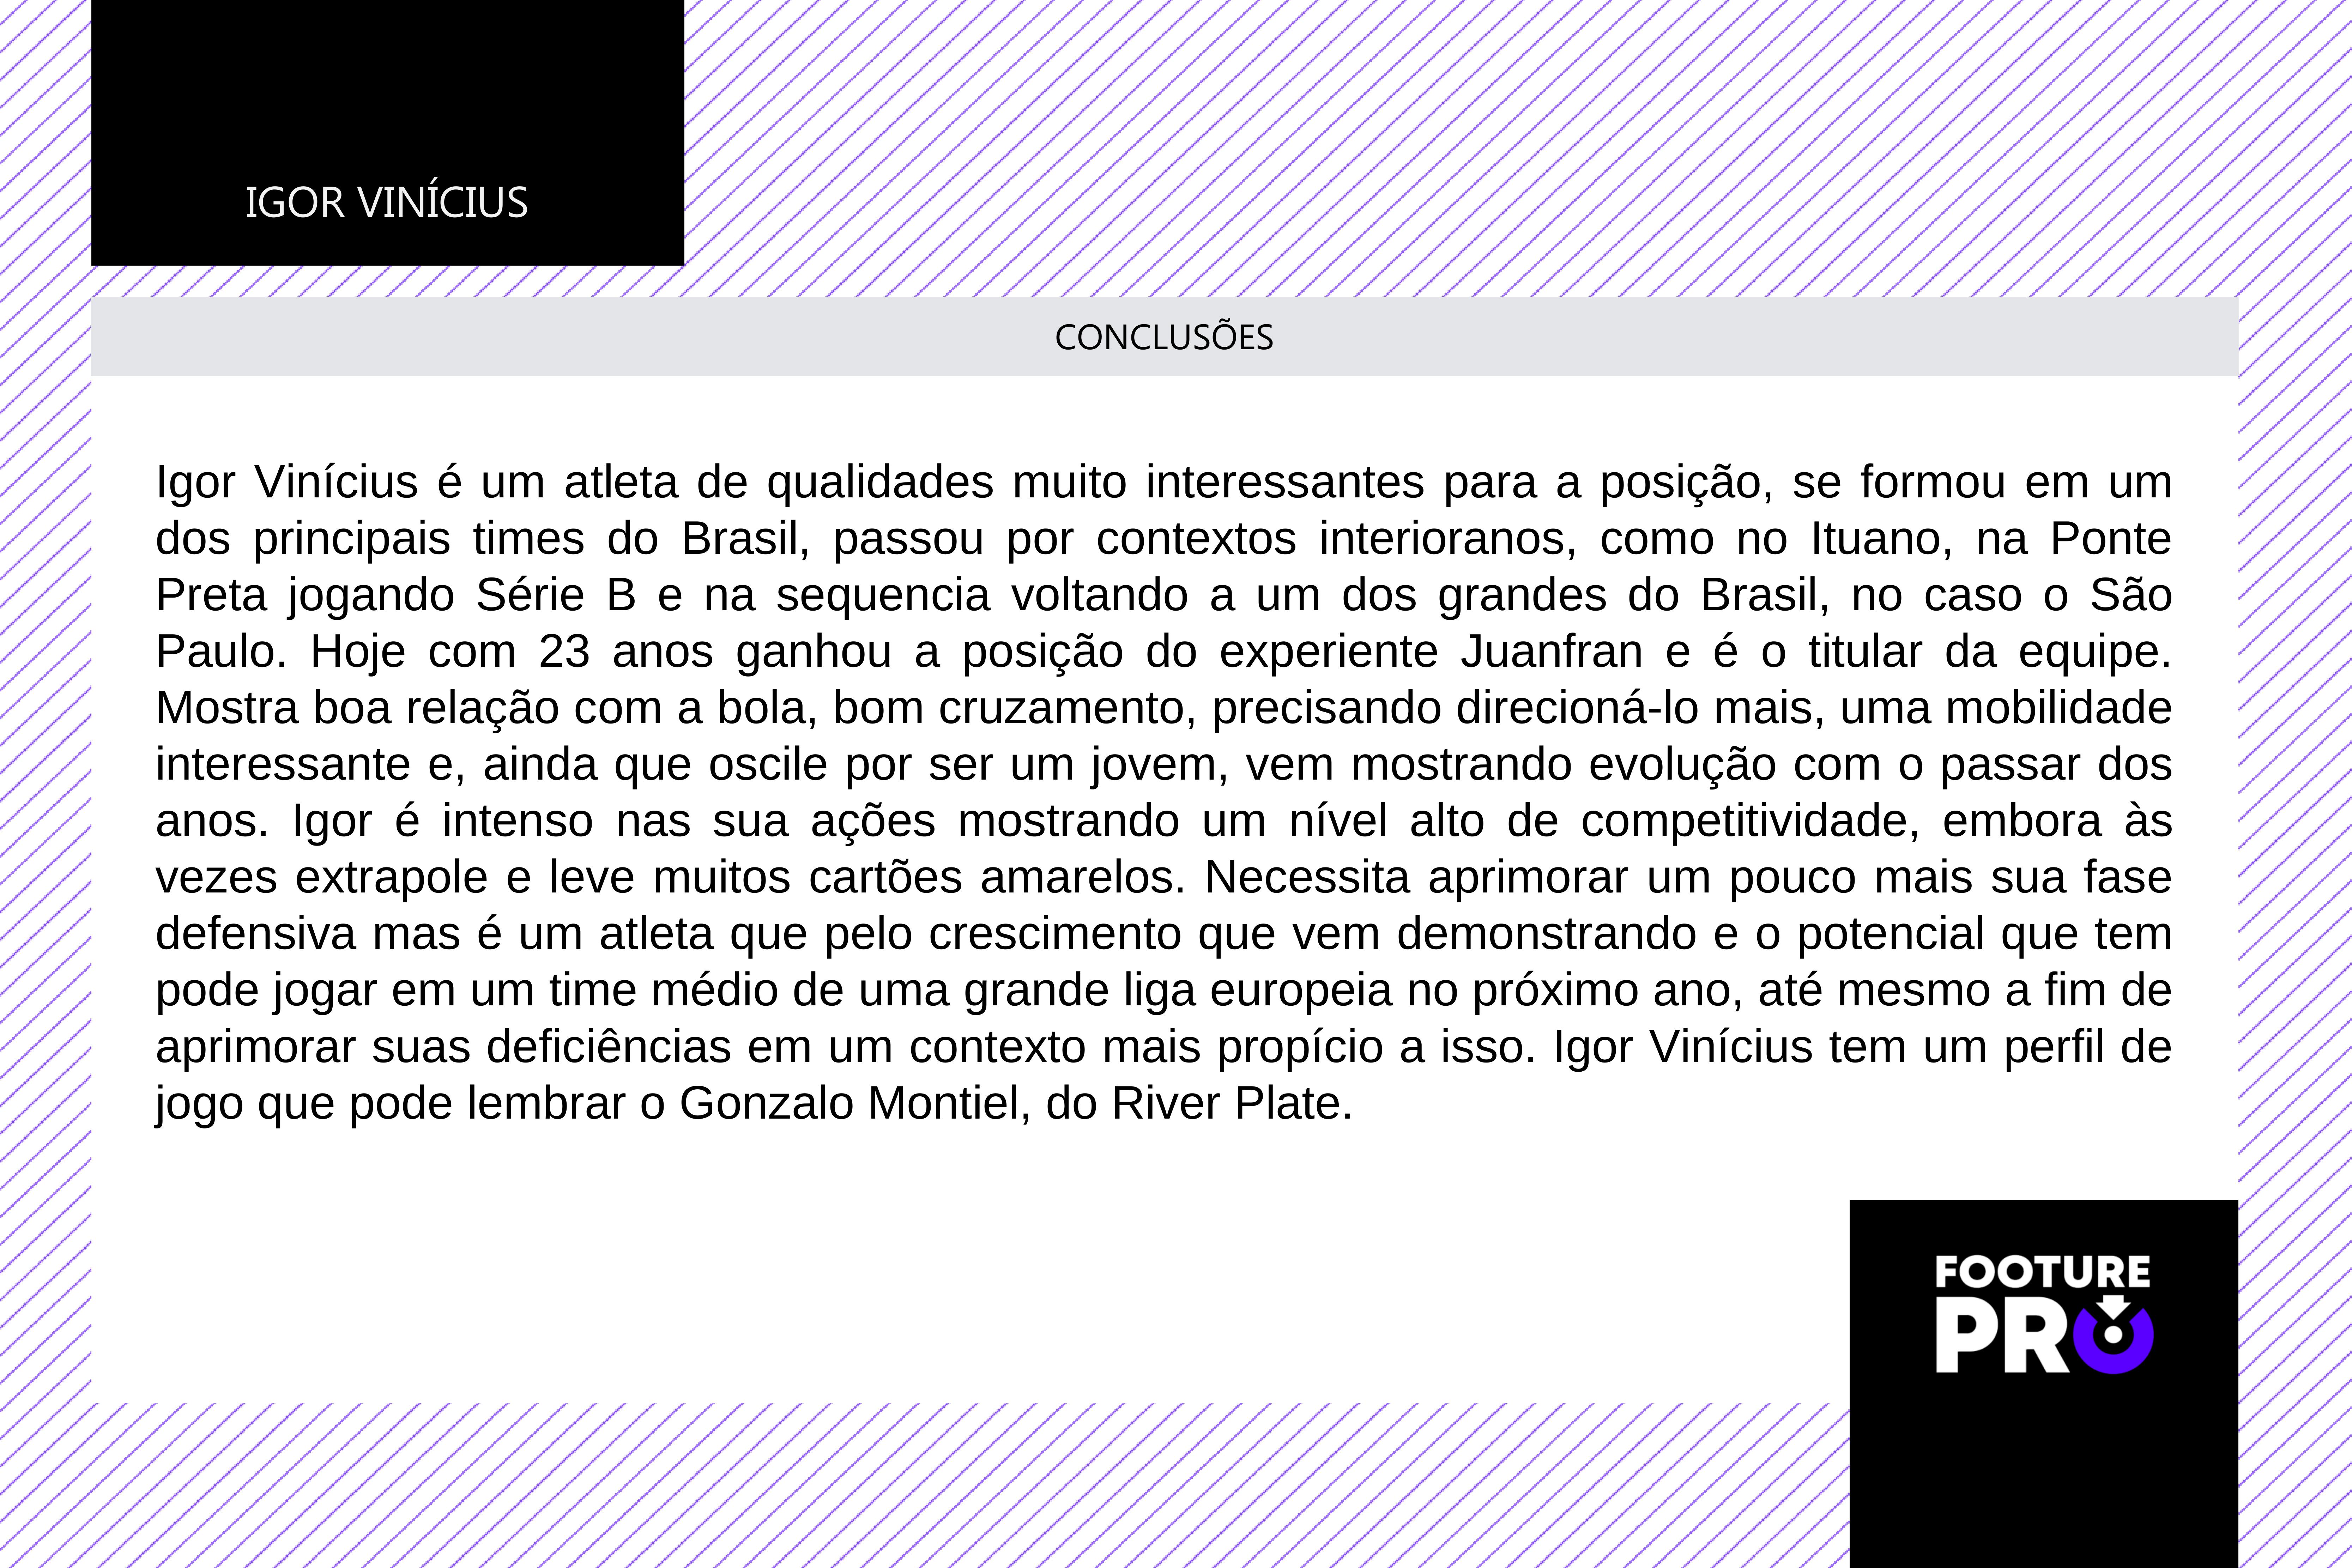 IGOR VINÍCIUS
CONCLUSÕES
Igor Vinícius é um atleta de qualidades muito interessantes para a posição, se formou em um
dos principais times do Brasil, passou por contextos interioranos, como no Ituano, na Ponte
Preta jogando Série B e na sequencia voltando a um dos grandes do Brasil, no caso o São
Paulo. Hoje com 23 anos ganhou a posição do experiente Juanfran e é o titular da equipe.
Mostra boa relação com a bola, bom cruzamento, precisando direcioná-lo mais, uma mobilidade
interessante e, ainda que oscile por ser um jovem, vem mostrando evolução com o passar dos
anos. Igor é intenso nas sua ações mostrando um nível alto de competitividade, embora às
vezes extrapole e leve muitos cartões amarelos. Necessita aprimorar um pouco mais sua fase
defensiva mas é um atleta que pelo crescimento que vem demonstrando e o potencial que tem
pode jogar em um time médio de uma grande liga europeia no próximo ano, até mesmo a fim de
aprimorar suas deficiências em um contexto mais propício a isso. Igor Vinícius tem um perfil de
jogo que pode lembrar o Gonzalo Montiel, do River Plate.
FOOTURE
PRO